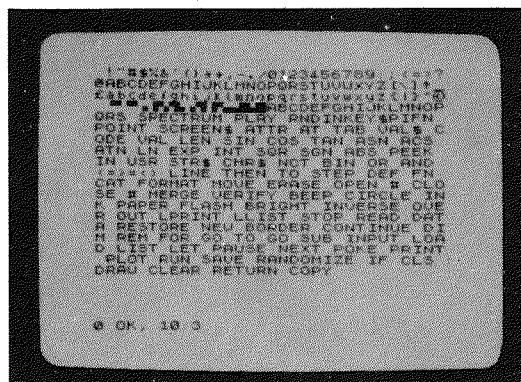 !"#$%&'()*+,-./0123456789:;<=>?
@ABCDEFGHIJKLMNOPQRSTUVWXYZ[\]↑_
£abcdefghijklmnopqrstuvwxyz{|}~©
ABCDEFGHIJKLMNOP
QRS SPECTRUM PLAY RNDINKEY$PIFN
POINT SCREEN$ ATTR AT TAB VAL$ C
ODE VAL LEN SIN COS TAN ASN ACS
ATN LN EXP INT SQR SGN ABS PEEK
IN USR STR$ CHR$ NOT BIN OR AND
<=>=<> LINE THEN TO STEP DEF FN
CAT FORMAT MOVE ERASE OPEN # CLO
SE # MERGE VERIFY BEEP CIRCLE IN
K PAPER FLASH BRIGHT INVERSE OVE
R OUT LPRINT LLIST STOP READ DAT
A RESTORE NEW BORDER CONTINUE DI
M REM FOR GO TO GO SUB INPUT LOA
D LIST LET PAUSE NEXT POKE PRINT
PLOT RUN SAVE RANDOMIZE IF CLS
DRAW CLEAR RETURN COPY
0 OK, 10:3